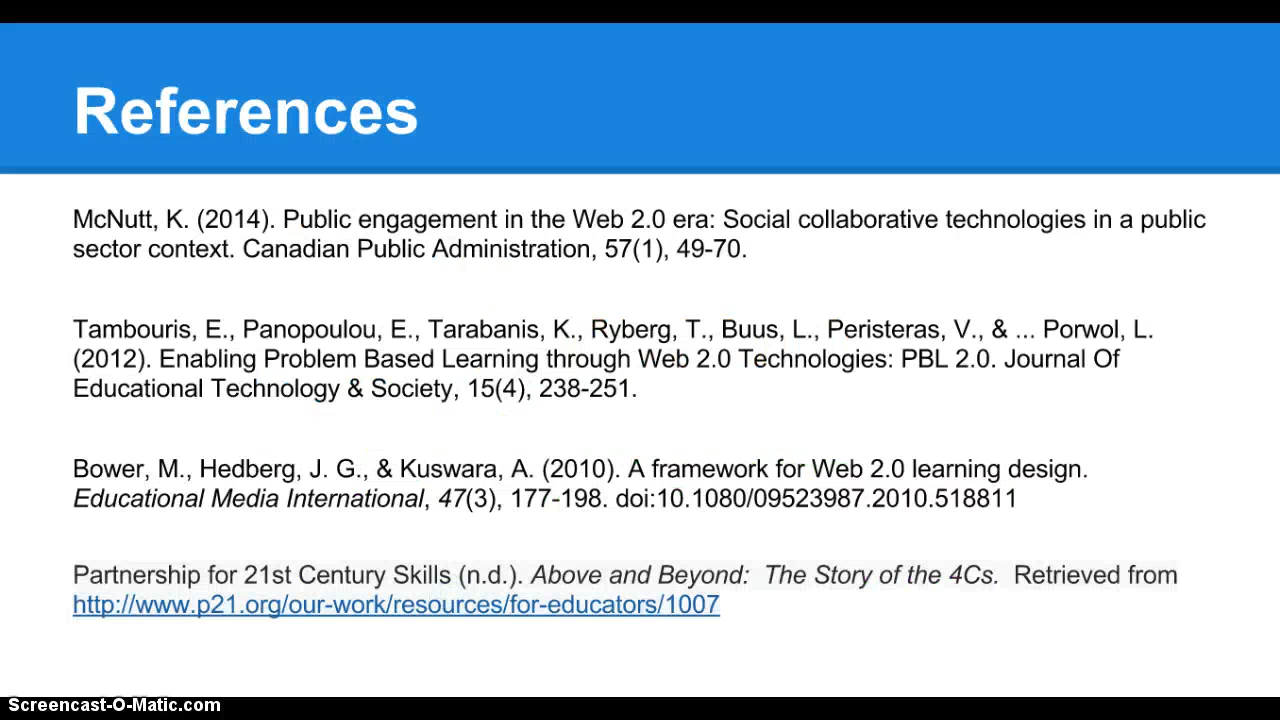 References
McNutt, K. (2014). Public engagement in the Web 2.0 era: Social collaborative technologies in a public
sector context. Canadian Public Administration, 57(1), 49-70.
Tambouris, E., Panopoulou, E., Tarabanis, K., Ryberg, T., Buus, L., Peristeras, V., & ... Porwol, L.
(2012). Enabling Problem Based Learning through Web 2.0 Technologies: PBL 2.0. Journal Of
Educational Technology & Society, 15(4), 238-251.
Bower, M., Hedberg, J. G., & Kuswara, A. (2010). A framework for Web 2.0 learning design.
Educational Media International, 47(3), 177-198. doi:10.1080/09523987.2010.518811
Partnership for 21st Century Skills (n.d.). Above and Beyond:  The Story of the 4Cs.  Retrieved from
http://www.p21.org/our-work/resources/for-educators/1007
Screencast-O-Matic.com